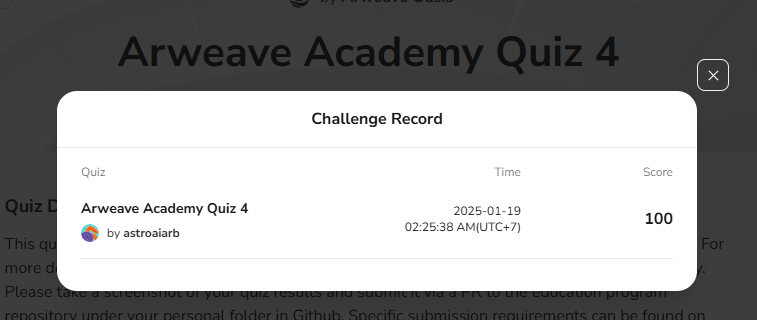 by Arweave Oasis
Arweave Academy Quiz 4
Challenge Record
Quiz Time Score
Arweave Academy Quiz 4
2025-01-19
02:25:38 AM(UTC+7)
100
by astroaiarb
Quiz D
This qu For
more d y.
Please take a screenshot of your quiz results and submit it via a PR to the education program
repository under your personal folder in Github. Specific submission requirements can be found on